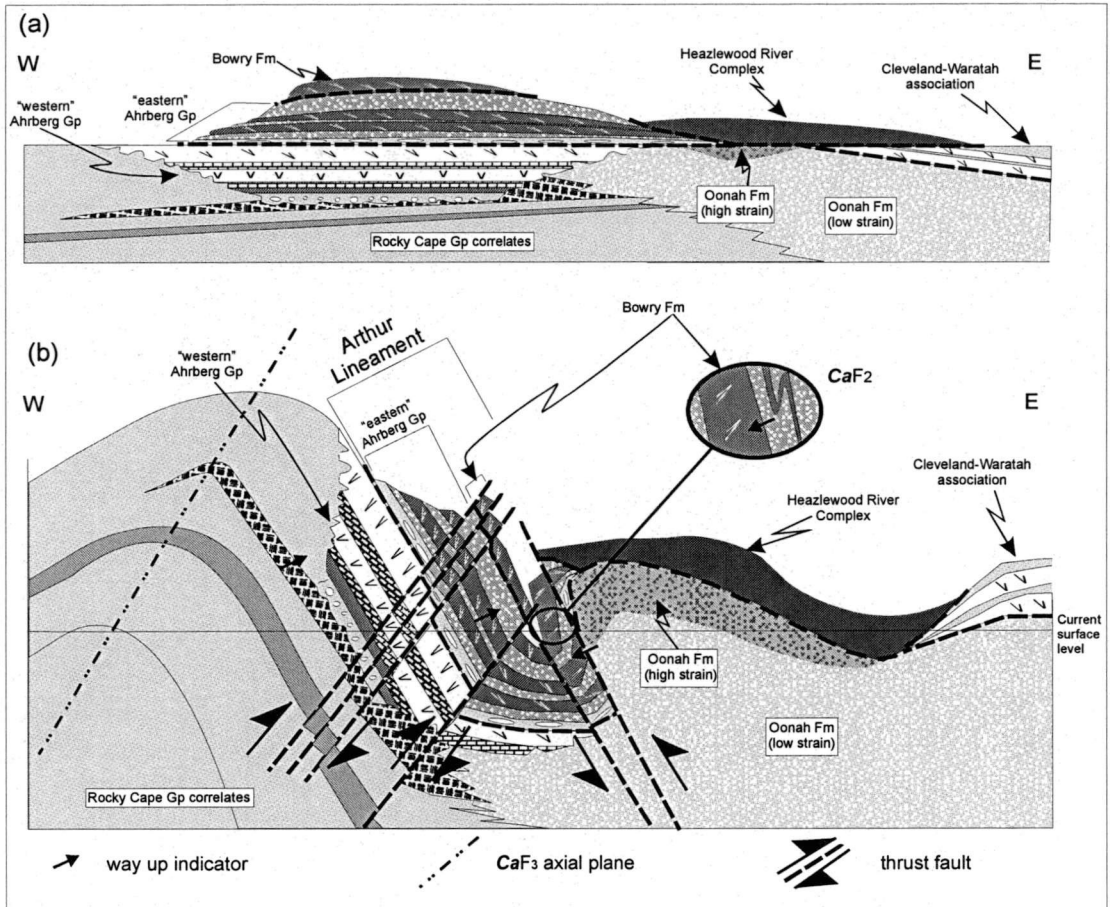 (a)
W
Bowry Fm
Heazlewood River
Complex
E
Cleveland-Waratah
association
"western"
Ahrberg Gp
"eastern"
Ahrberg Gp
Oonah Fm
(high strain)
Oonah Fm
(low strain)
Rocky Cape Gp correlates
(b)
W
"western"
Ahrberg Gp
Arthur
Lineament
"eastern"
Ahrberg Gp
Bowry Fm
CaF2
E
Cleveland-Waratah
association
Heazlewood River
Complex
Current
surface
level
Oonah Fm
(high strain)
Oonah Fm
(low strain)
Rocky Cape Gp correlates
way up indicator
CaF3 axial plane
thrust fault